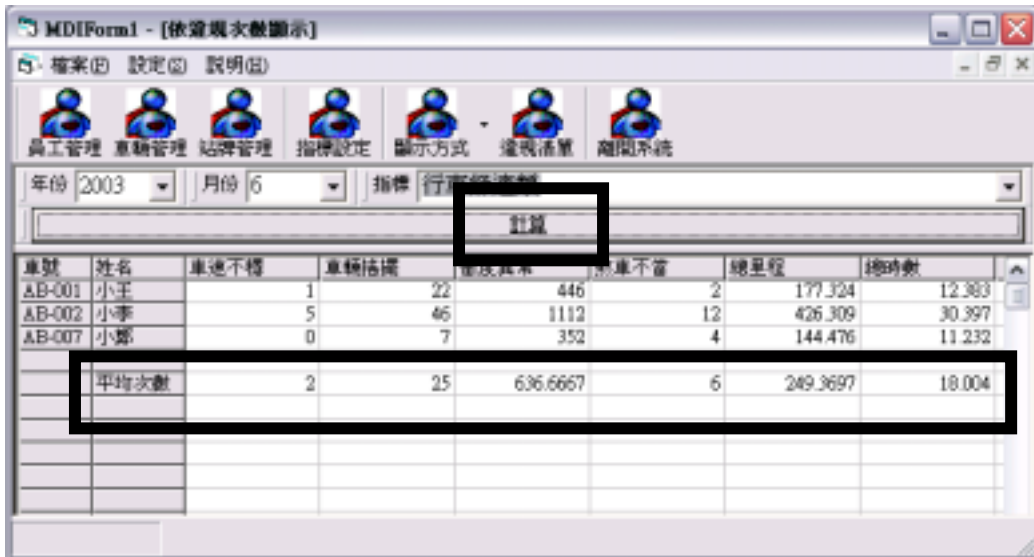 MDIForm1 - [依違規次數顯示]
檔案(F) 設定(S) 說明(H)
員工管理 車輛管理 站牌管理 指標設定 顯示方式 違規清單 離開系統
年份 2003 月份 6 指標
計算
車號 姓名 車速不穩 車輛搖擺 車不當 總里程 總時數
AB-001 小王 1 22 446 2 177.324 12.383
AB-002 小李 5 46 1112 12 426.309 30.397
AB-007 小鄭 0 7 352 4 144.476 11.232
平均次數 2 25 636.6667 6 249.3697 18.004